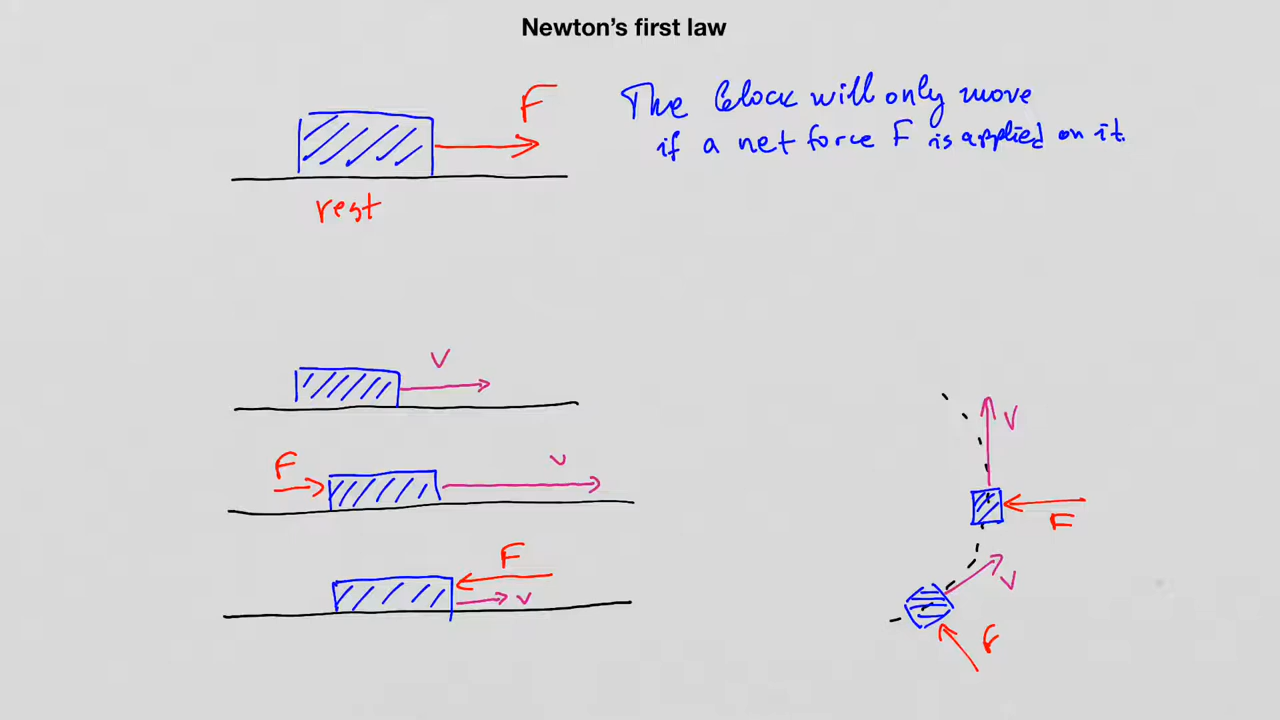 Newton's first law
F
The block will only move
if a net force F is applied on it.
rest
V
F
v
F
v
V
F
V
F